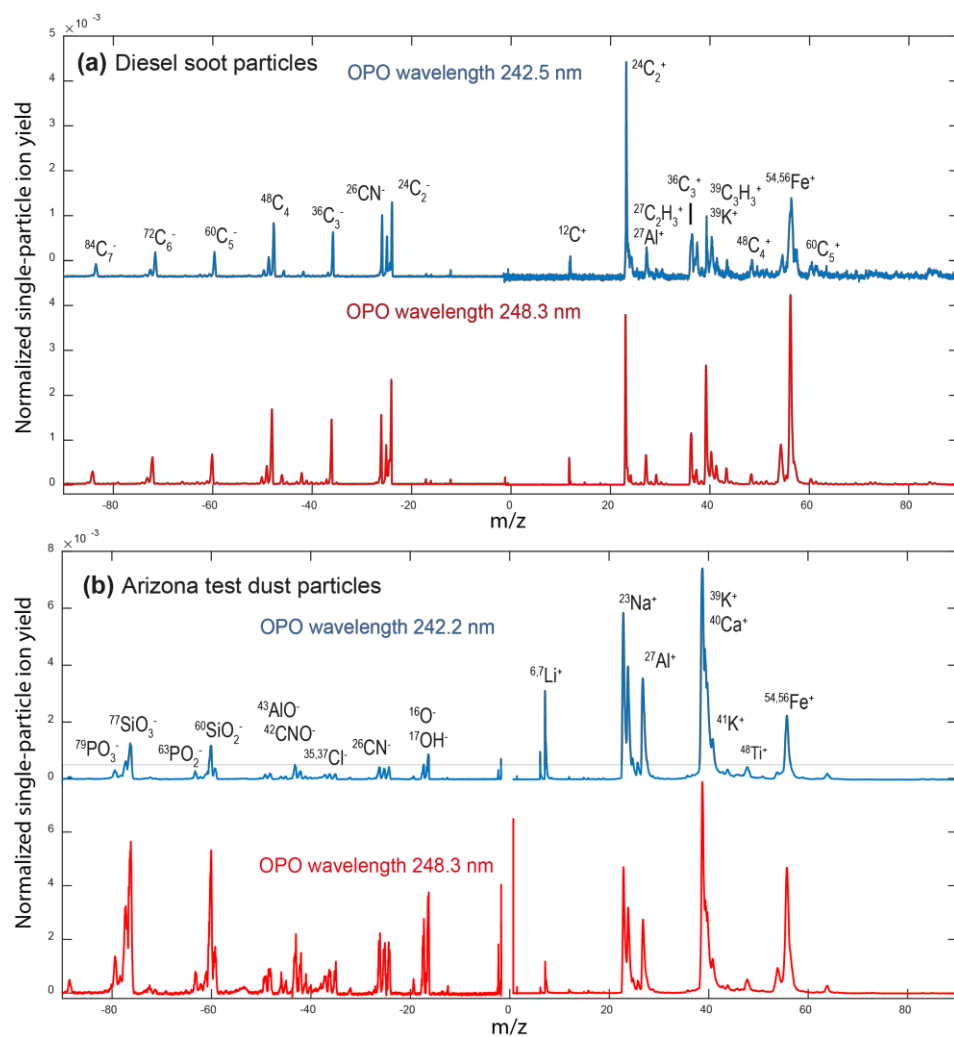 × 10⁻³
(a) Diesel soot particles
OPO wavelength 242.5 nm
Normalized single-particle ion yield
5
4
3
2
1
0
²⁴C₂⁺
³⁶C₃⁺
³⁹C₃H₃⁺
⁵⁴,⁵⁶Fe⁺
²⁷C₂H₃⁺
³⁹K⁺
²⁷Al⁺
¹²C⁺
⁴⁸C₄⁺
⁶⁰C₅⁺
⁸⁴C₇⁻
⁷²C₆⁻
⁶⁰C₅⁻
⁴⁸C₄
³⁶C₃⁻
²⁶CN⁻
²⁴C₂⁻
OPO wavelength 248.3 nm
4
3
2
1
0
-80 -60 -40 -20 0 20 40 60 80
m/z
× 10⁻³
(b) Arizona test dust particles
OPO wavelength 242.2 nm
Normalized single-particle ion yield
8
6
4
2
0
⁷⁹PO₃⁻
⁷⁷SiO₃⁻
⁶³PO₂⁻
⁶⁰SiO₂⁻
⁴³AlO⁻
⁴²CNO⁻
³⁵,³⁷Cl⁻
²⁶CN⁻
¹⁶O⁻
¹⁷OH⁻
⁶,⁷Li⁺
²³Na⁺
²⁷Al⁺
³⁹K⁺
⁴⁰Ca⁺
⁴¹K⁺
⁴⁸Ti⁺
⁵⁴,⁵⁶Fe⁺
OPO wavelength 248.3 nm
6
4
2
0
-80 -60 -40 -20 0 20 40 60 80
m/z